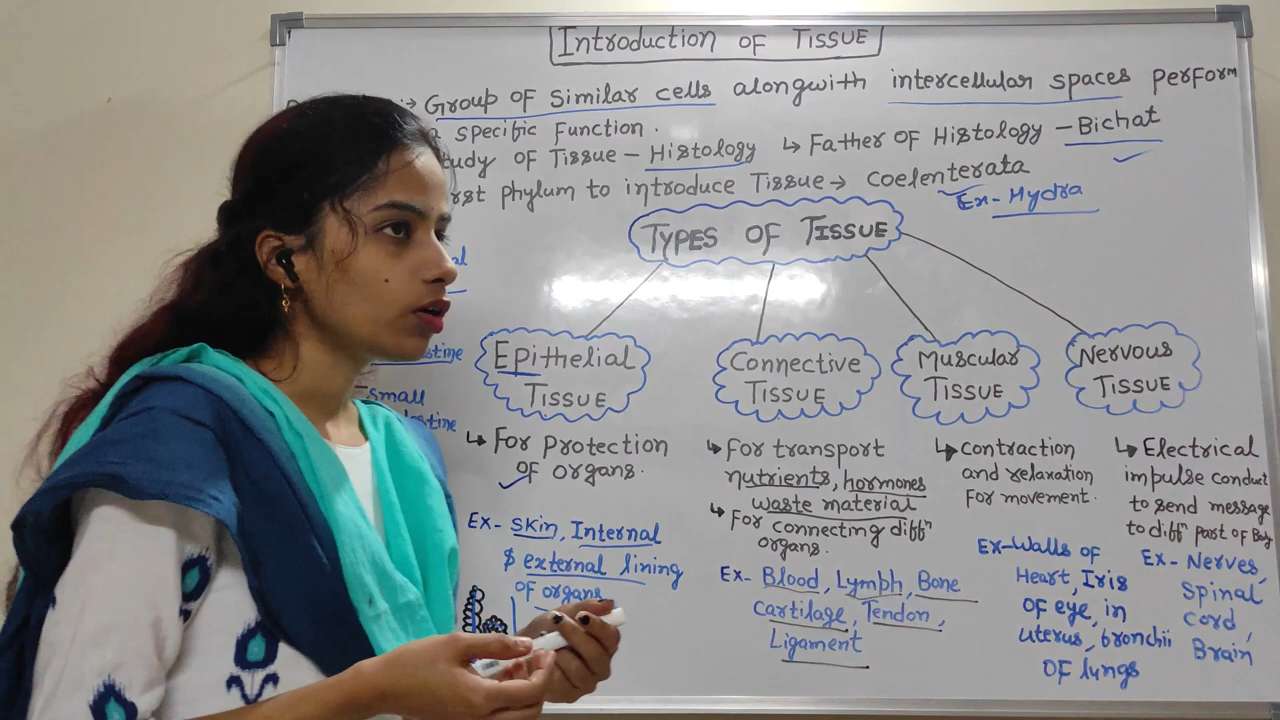 Introduction of Tissue
Group of similar cells alongwith intercellular spaces perform
a specific Function.
tudy of Tissue - Histology ↳ Father of Histology - Bichat
rst phylum to introduce Tissue → Coelenterata
Ex- Hydra
Types of Tissue
Epithelial
Tissue
↳ For protection
of organs.
Ex- Skin, Internal
$ external lining
of organs
Connective
Tissue
↳ For transport
nutrients, hormones
waste material
↳ For connecting diffⁿ
organs.
Ex- Blood, Lymph, Bone
cartilage, Tendon,
Ligament
Muscular
Tissue
↳ contraction
and relaxation
For movement.
Ex-Walls of
Heart, Iris
of eye, in
uterus, bronchii
of lungs
Nervous
Tissue
↳ Electrical
impulse conduct
to send message
to diffⁿ part of Body
Ex- Nerves,
Spinal
Cord,
Brain
small